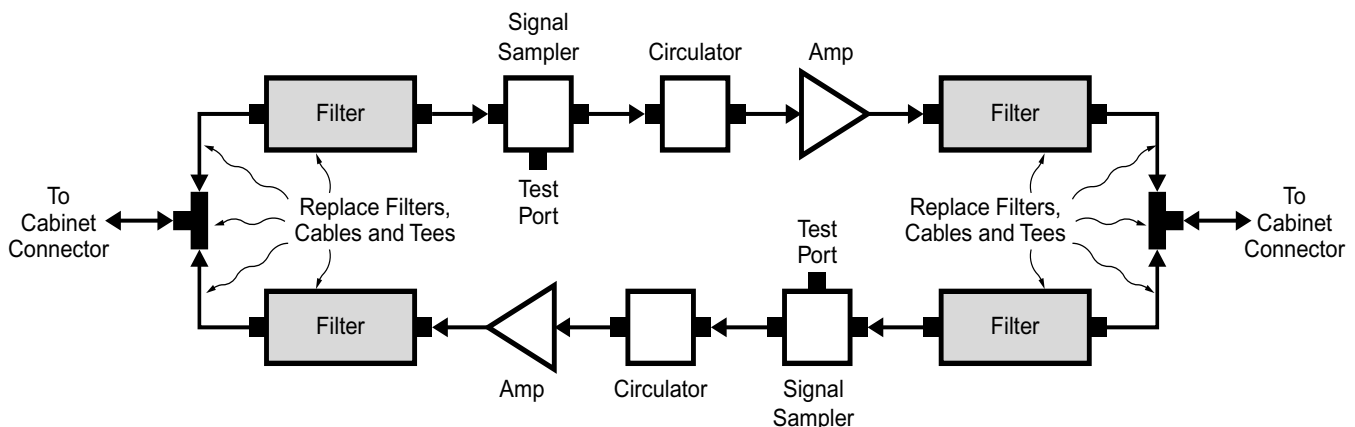 Signal
Sampler
Circulator
Amp
Filter
Filter
To
Cabinet
Connector
Test
Port
Replace Filters,
Cables and Tees
Test
Port
Replace Filters,
Cables and Tees
To
Cabinet
Connector
Filter
Filter
Amp
Circulator
Signal
Sampler